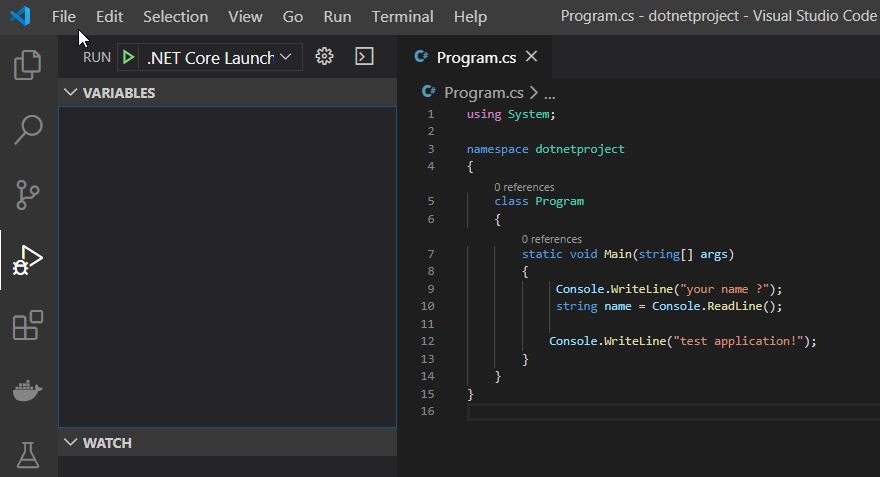 File Edit Selection View Go Run Terminal Help Program.cs - dotnetproject - Visual Studio Code
RUN .NET Core Launch
VARIABLES
WATCH
C# Program.cs
C# Program.cs > ...
1 using System;
2
3 namespace dotnetproject
4 {
0 references
5 class Program
6 {
0 references
7 static void Main(string[] args)
8 {
9 Console.WriteLine("your name ?");
10 string name = Console.ReadLine();
11
12 Console.WriteLine("test application!");
13 }
14 }
15 }
16